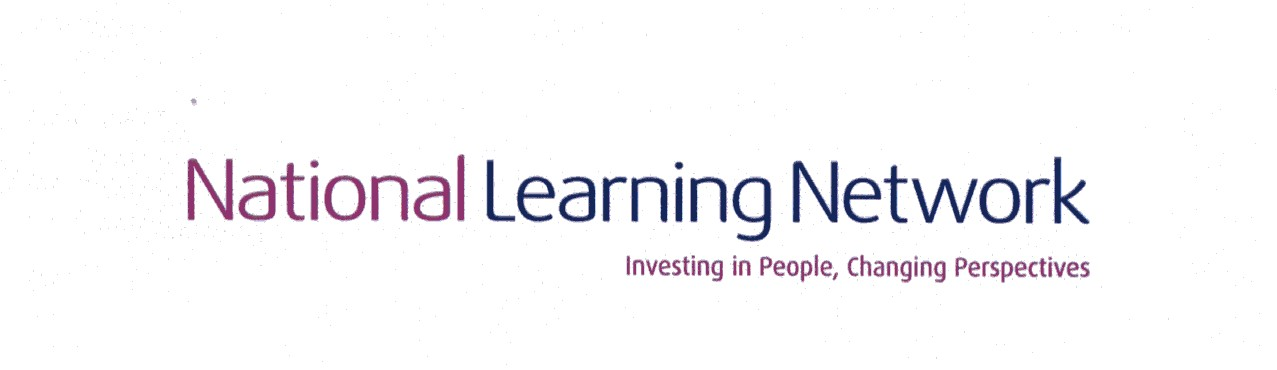 National Learning Network
Investing in People, Changing Perspectives